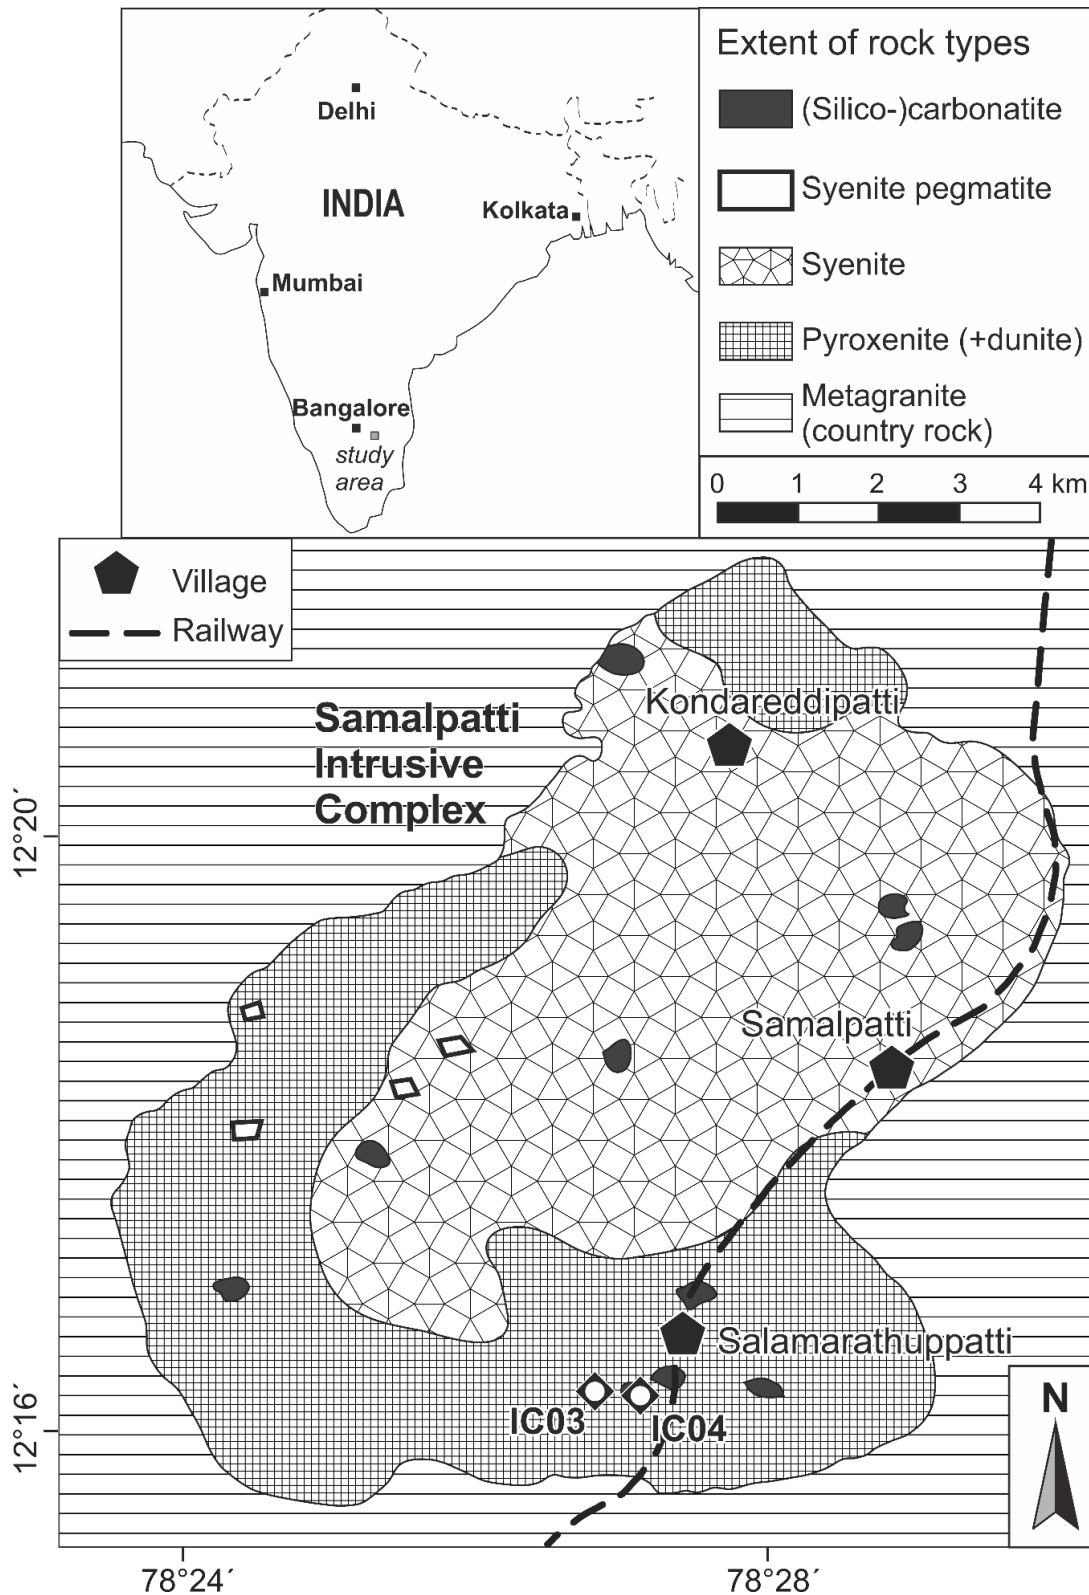 Delhi
INDIA
Kolkata
Mumbai
Bangalore
study
area
Extent of rock types
(Silico-)carbonatite
Syenite pegmatite
Syenite
Pyroxenite (+dunite)
Metagranite
(country rock)
0 1 2 3 4 km
Village
Railway
Kondareddipatti
Samalpatti
Intrusive
Complex
12°20´
Samalpatti
Salamarathuppatti
IC03
IC04
12°16´
N
78°24´
78°28´